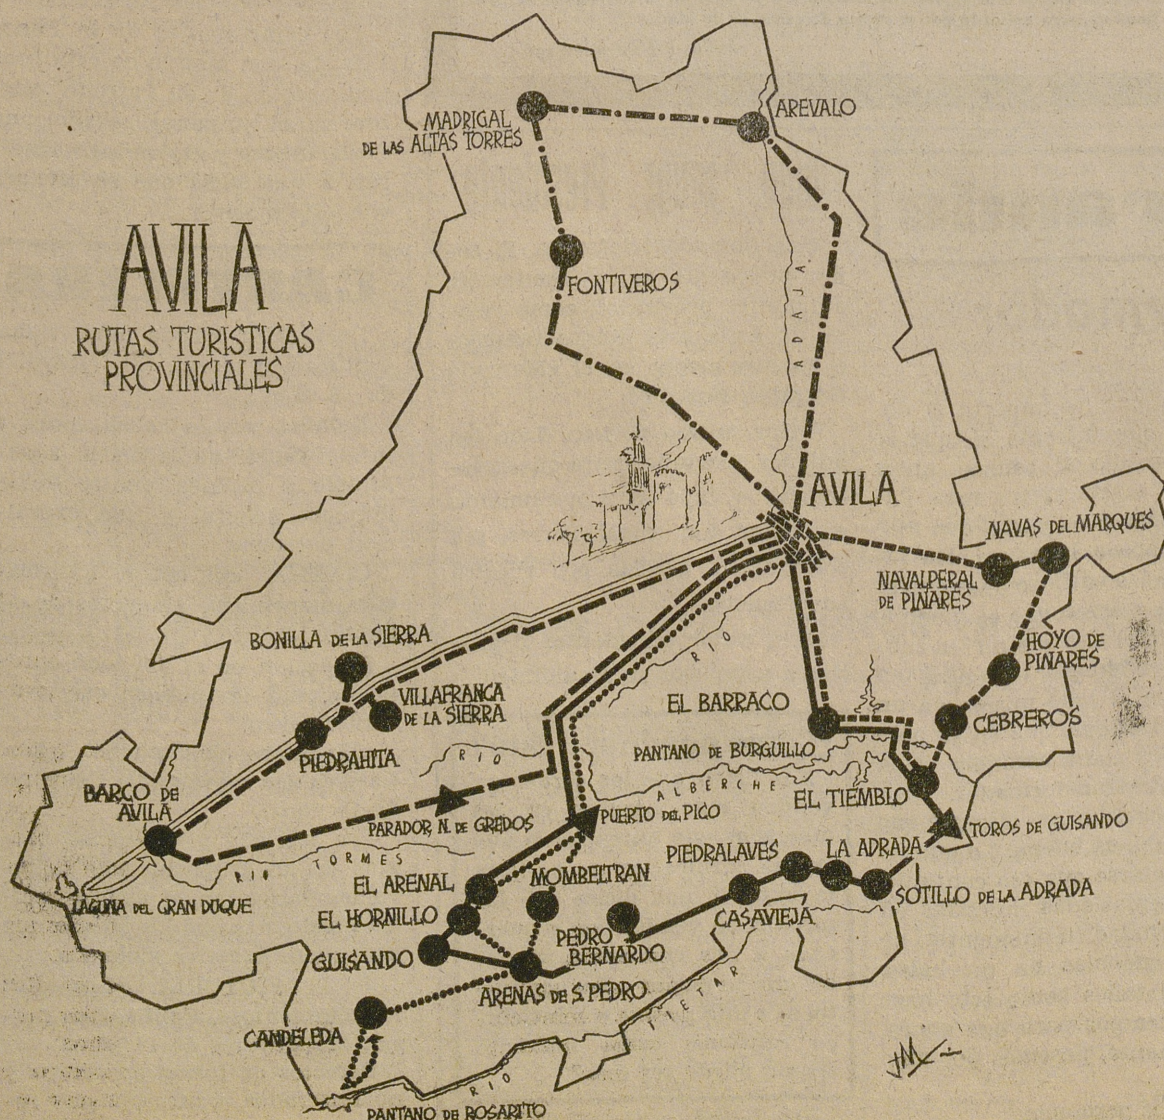 MADRIGAL
DE LAS ALTAS TORRES
AREVALO
AVILA
RUTAS TURISTICAS
PROVINCIALES
FONTIVEROS
ADAJA
AVILA
NAVAS DEL MARQUES
NAVALPERAL
DE PINARES
HOYO DE
PINARES
BONILLA DE LA SIERRA
RIO
VILLAFRANCA
DE LA SIERRA
EL BARRACO
CEBREROS
PIEDRAHITA
RIO
PANTANO DE BURGUILLO
BARCO DE
AVILA
ALBERCHE
EL TIEMBLO
PARADOR N. DE GREDOS
PUERTO DEL PICO
TOROS DE GUISANDO
RIO TORMES
PIEDRALAVES
LA ADRADA
EL ARENAL
MOMBELTRAN
LAGUNA DEL GRAN DUQUE
SOTILLO DE LA ADRADA
EL HORNILLO
CASAVIEJA
PEDRO
BERNARDO
GUISANDO
ARENAS DE S. PEDRO
TIETAR
CANDELEDA
RIO
PANTANO DE ROSARITO